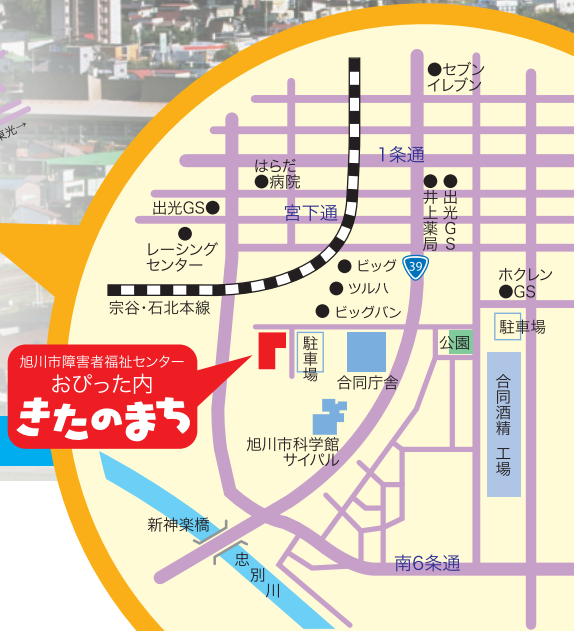 セブン
イレブン
東光→
1条通
はらだ
病院
出光GS
宮下通
井上薬局
出光GS
レーシング
センター
ビッグ
39
ツルハ
ビッグバン
ホクレン
GS
宗谷・石北本線
駐車場
公園
駐車場
旭川市障害者福祉センター
おぴった内
きたのまち
合同庁舎
合同酒精 工場
旭川市科学館
サイパル
新神楽橋
忠別川
南6条通